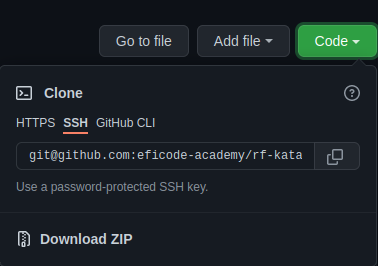 Go to file Add file Code
Clone
HTTPS SSH GitHub CLI
git@github.com:eficode-academy/rf-kata
Use a password-protected SSH key.
Download ZIP